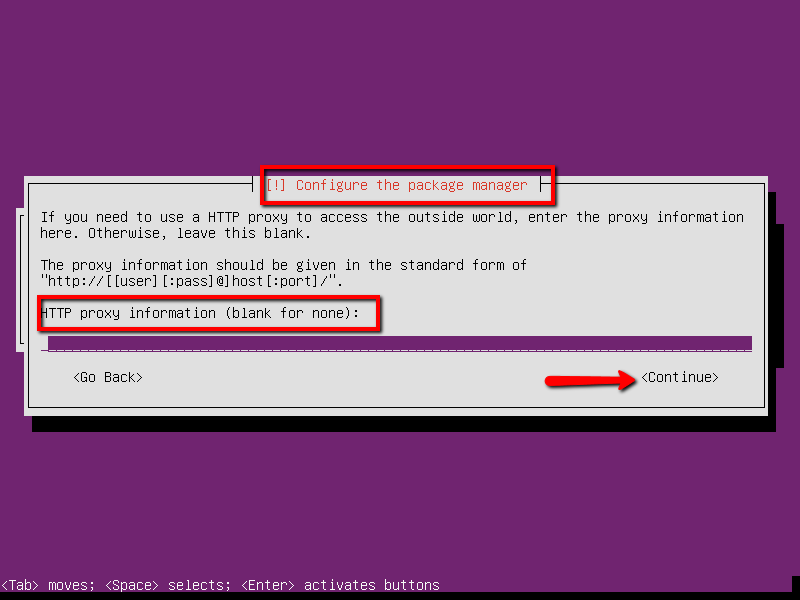 [!] Configure the package manager
If you need to use a HTTP proxy to access the outside world, enter the proxy information
here. Otherwise, leave this blank.
The proxy information should be given in the standard form of
"http://[[user][:pass]@]host[:port]/".
HTTP proxy information (blank for none):
<Go Back> <Continue>
<Tab> moves; <Space> selects; <Enter> activates buttons